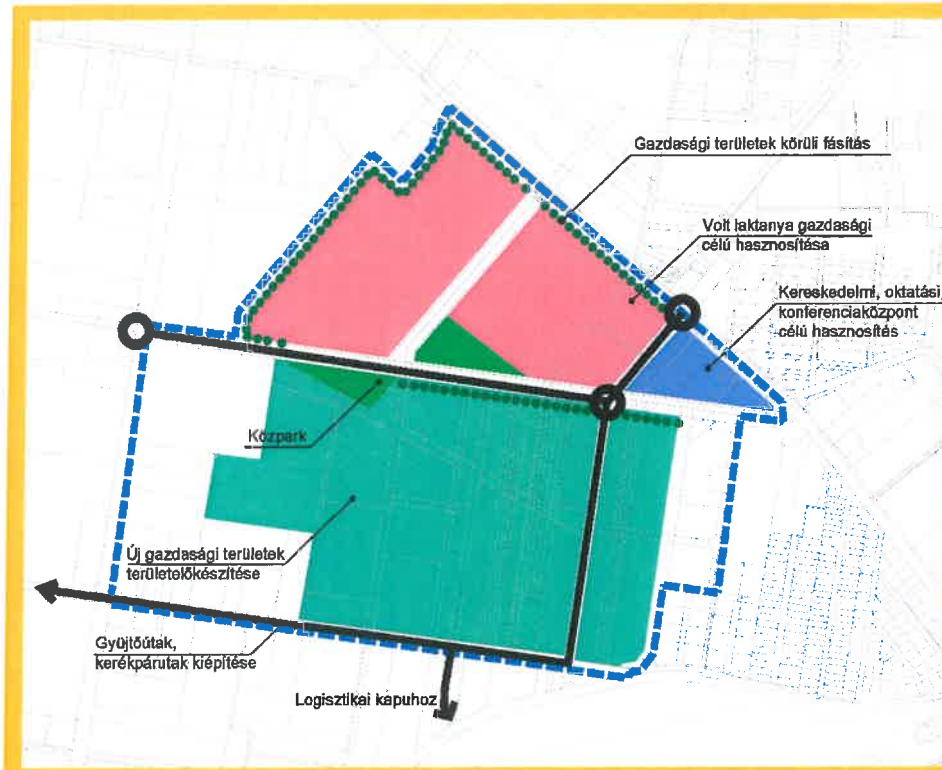 Gazdasági területek körüli fásítás
Volt laktanya gazdasági
célú hasznosítása
Kereskedelmi, oktatási,
konferenciaközpont
célú hasznosítás
Közpark
Új gazdasági területek
területelőkészítése
Gyűjtőútak,
kerékpárutak kiépítése
Logisztikai kapuhoz